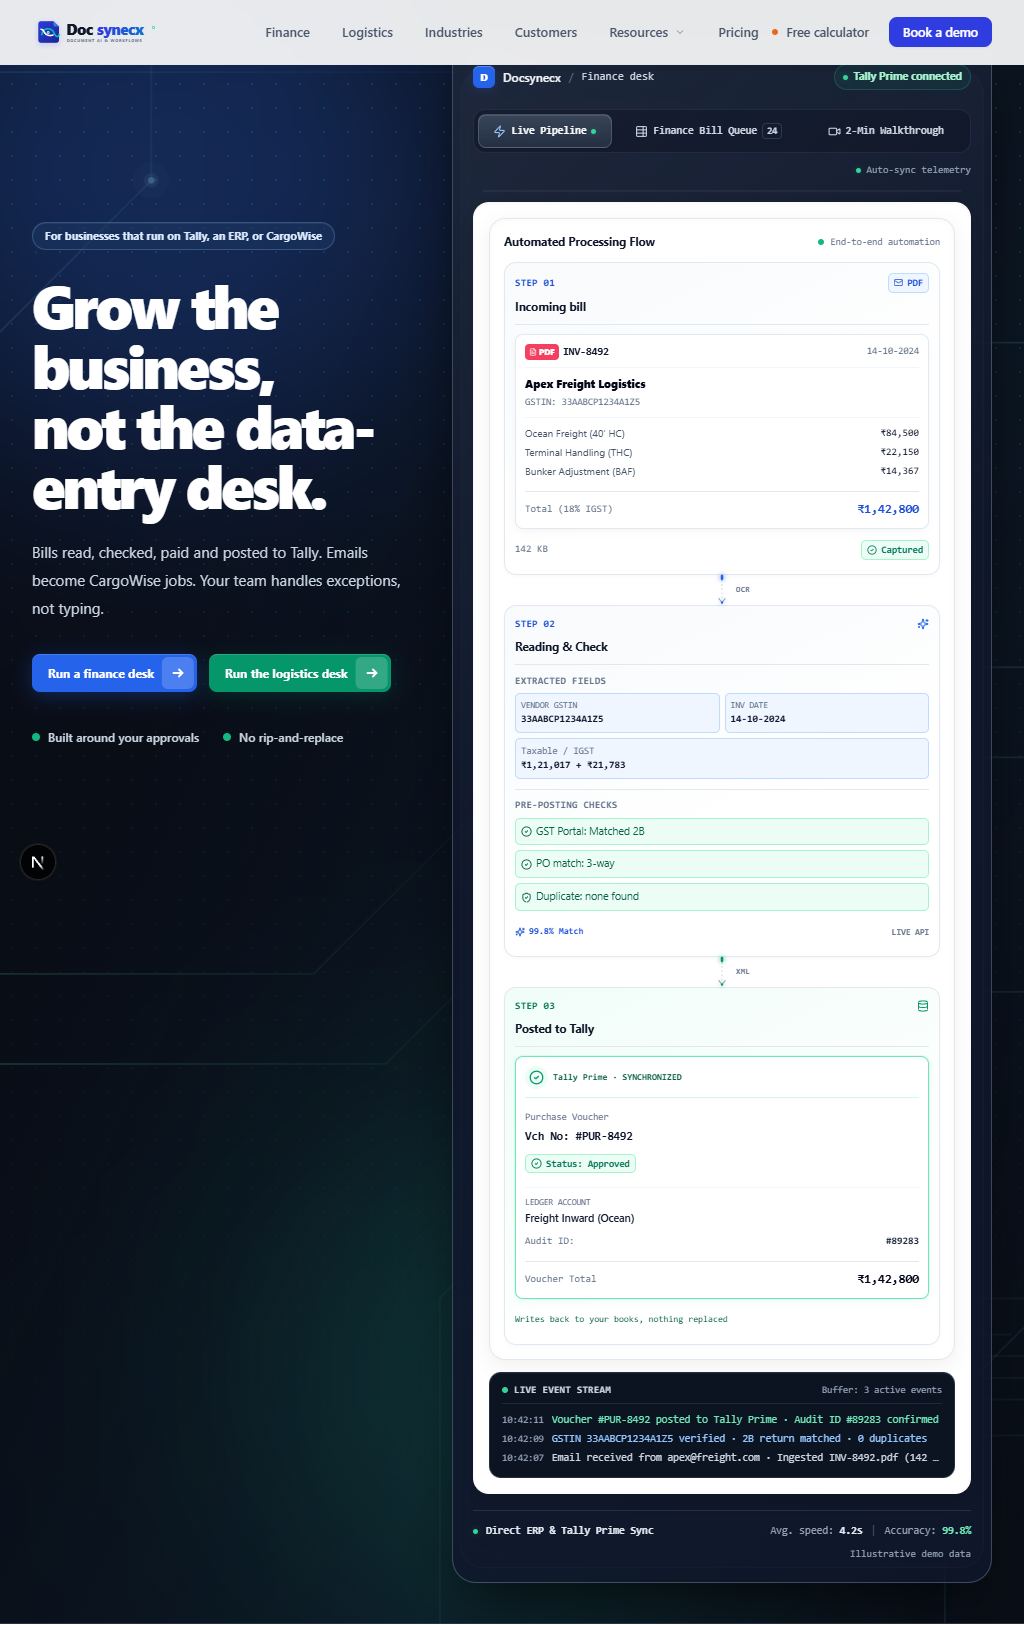 Doc synecx
DOCUMENT AI & WORKFLOWS
Finance
Logistics
Industries
Customers
Resources
Pricing
Free calculator
Book a demo
D Docsynecx / Finance desk
Tally Prime connected
Live Pipeline
Finance Bill Queue 24
2-Min Walkthrough
Auto-sync telemetry
For businesses that run on Tally, an ERP, or CargoWise
Grow the
business,
not the data-
entry desk.
Bills read, checked, paid and posted to Tally. Emails
become CargoWise jobs. Your team handles exceptions,
not typing.
Run a finance desk
Run the logistics desk
Built around your approvals
No rip-and-replace
N
Automated Processing Flow
End-to-end automation
STEP 01
PDF
Incoming bill
PDF INV-8492
14-10-2024
Apex Freight Logistics
GSTIN: 33AABCP1234A1Z5
Ocean Freight (40' HC) ₹84,500
Terminal Handling (THC) ₹22,150
Bunker Adjustment (BAF) ₹14,367
Total (18% IGST) ₹1,42,800
142 KB
Captured
OCR
STEP 02
Reading & Check
EXTRACTED FIELDS
VENDOR GSTIN
33AABCP1234A1Z5
INV DATE
14-10-2024
Taxable / IGST
₹1,21,017 + ₹21,783
PRE-POSTING CHECKS
GST Portal: Matched 2B
PO match: 3-way
Duplicate: none found
99.8% Match
LIVE API
XML
STEP 03
Posted to Tally
Tally Prime · SYNCHRONIZED
Purchase Voucher
Vch No: #PUR-8492
Status: Approved
LEDGER ACCOUNT
Freight Inward (Ocean)
Audit ID: #89283
Voucher Total ₹1,42,800
Writes back to your books, nothing replaced
LIVE EVENT STREAM
Buffer: 3 active events
10:42:11 Voucher #PUR-8492 posted to Tally Prime · Audit ID #89283 confirmed
10:42:09 GSTIN 33AABCP1234A1Z5 verified · 2B return matched · 0 duplicates
10:42:07 Email received from apex@freight.com · Ingested INV-8492.pdf (142 …
Direct ERP & Tally Prime Sync
Avg. speed: 4.2s | Accuracy: 99.8%
Illustrative demo data